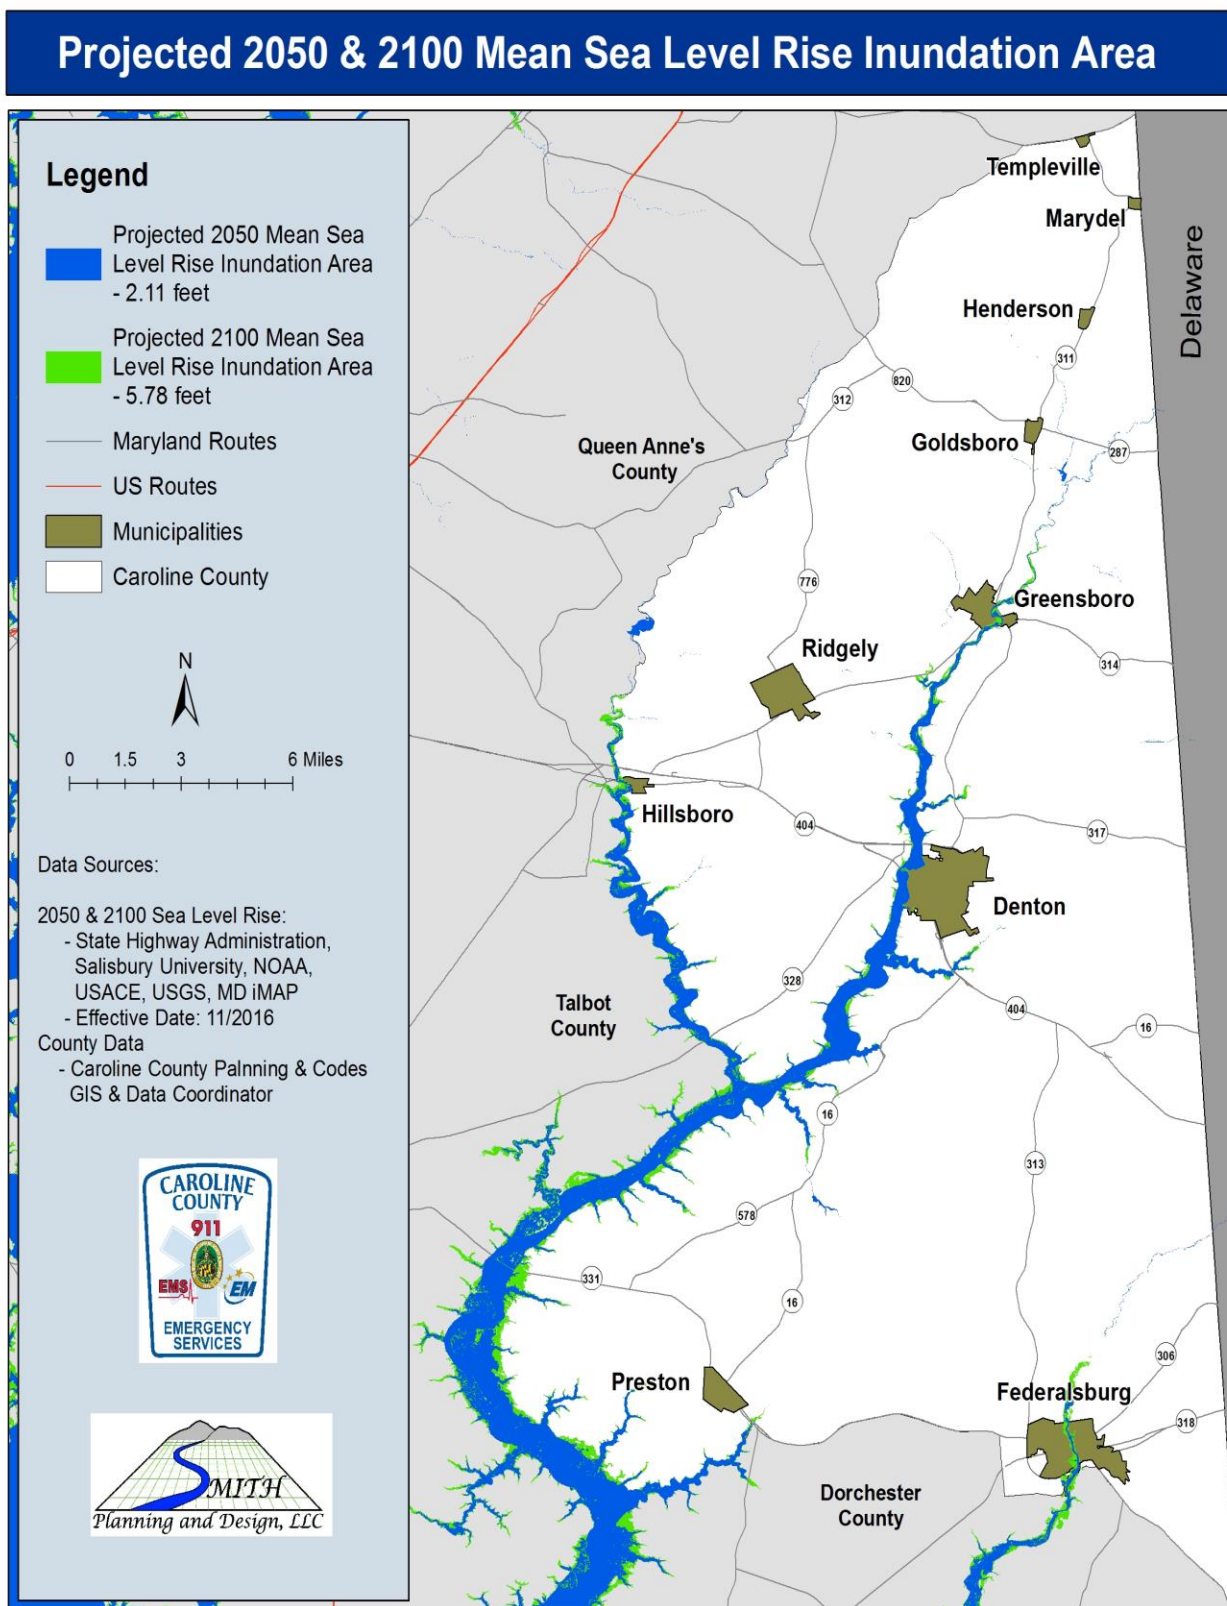 Projected 2050 & 2100 Mean Sea Level Rise Inundation Area
Legend
Projected 2050 Mean Sea
Level Rise Inundation Area
- 2.11 feet
Projected 2100 Mean Sea
Level Rise Inundation Area
- 5.78 feet
Maryland Routes
US Routes
Municipalities
Caroline County
N
0 1.5 3 6 Miles
Data Sources:
2050 & 2100 Sea Level Rise:
- State Highway Administration,
Salisbury University, NOAA,
USACE, USGS, MD iMAP
- Effective Date: 11/2016
County Data
- Caroline County Palnning & Codes
GIS & Data Coordinator
CAROLINE
COUNTY
911
EMS
EM
EMERGENCY
SERVICES
SMITH
Planning and Design, LLC
Templeville
Marydel
Delaware
Henderson
311
820
312
Goldsboro
287
Queen Anne's
County
776
Greensboro
Ridgely
314
Hillsboro
404
317
Denton
328
Talbot
County
404
16
16
313
578
331
16
306
Preston
Federalsburg
318
Dorchester
County